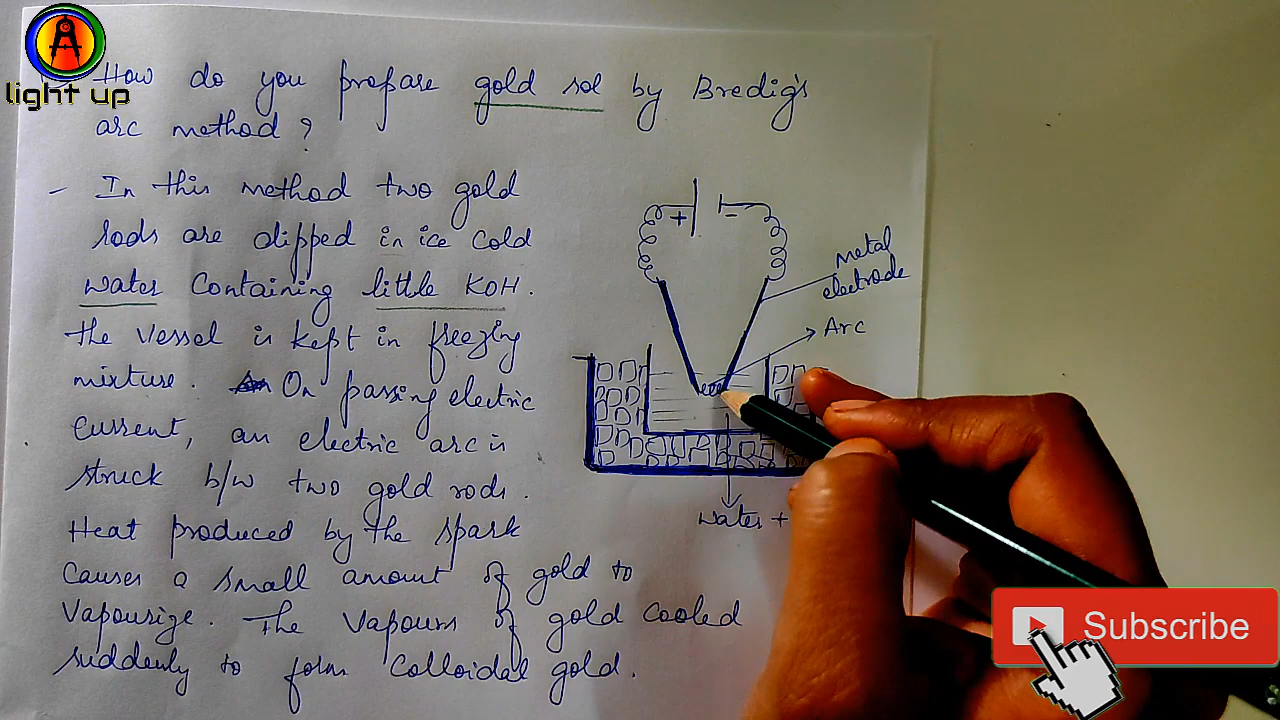 How do you prepare gold sol by Bredig's
arc method?
light up
- In this method two gold
rods are dipped in ice cold
water containing little KOH.
the vessel is kept in freezing
mixture. On passing electric
current, an electric arc is
struck b/w two gold rods.
Heat produced by the spark
causes a small amount of gold to
vapourize. The vapours of gold cooled
suddenly to form colloidal gold.
+ -
metal
electrode
Arc
water +
Subscribe